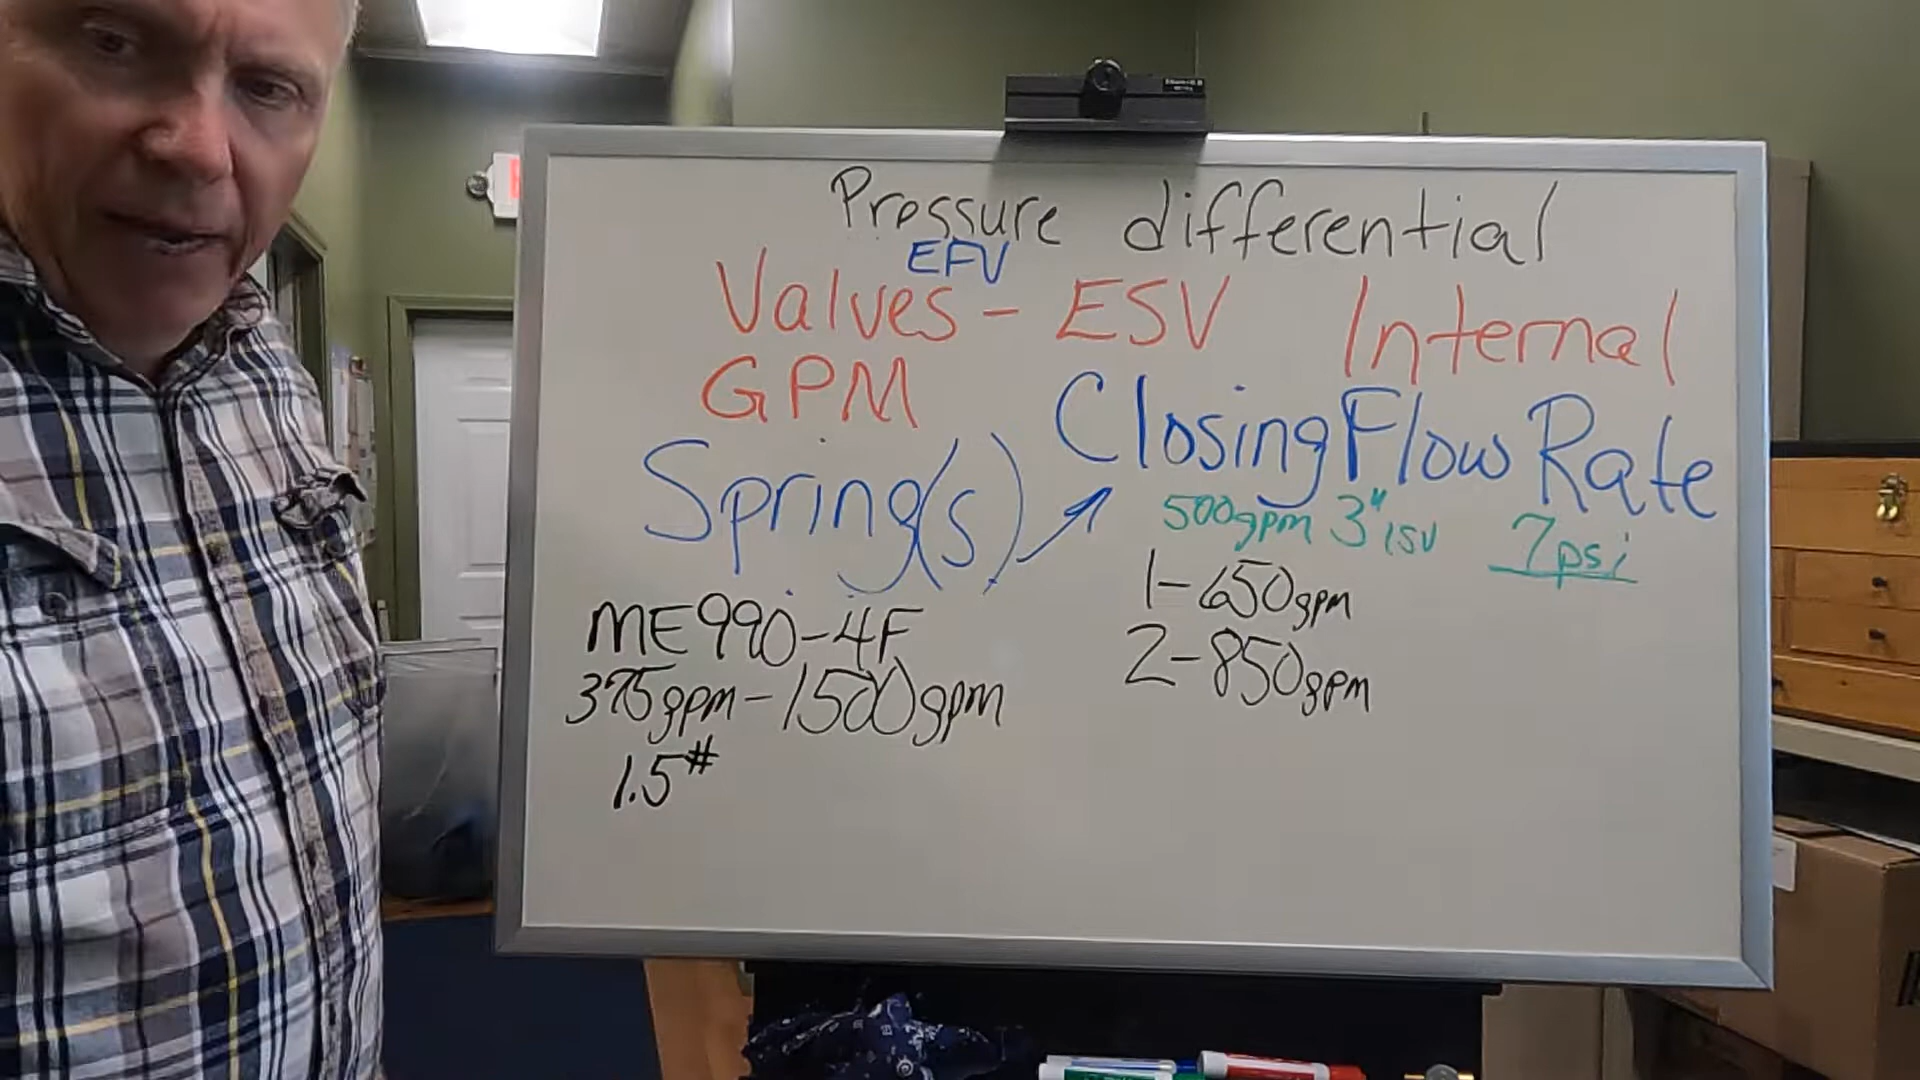 Pressure differential
EFV
Valves - ESV Internal
GPM
Closing Flow Rate
Spring(s)
500gpm 3" ISV 7psi
1-650gpm
2-850gpm
ME990-4F
375gpm-1500gpm
1.5#